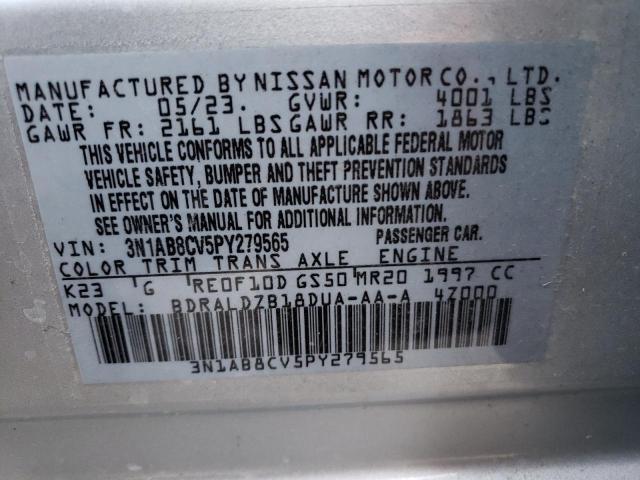 MANUFACTURED BY NISSAN MOTOR CO., LTD.
DATE: 05/23. GVWR: 4001 LBS
GAWR FR: 2161 LBS GAWR RR: 1863 LBS
THIS VEHICLE CONFORMS TO ALL APPLICABLE FEDERAL MOTOR
VEHICLE SAFETY, BUMPER AND THEFT PREVENTION STANDARDS
IN EFFECT ON THE DATE OF MANUFACTURE SHOWN ABOVE.
SEE OWNER'S MANUAL FOR ADDITIONAL INFORMATION.
VIN: 3N1AB8CV5PY279565 PASSENGER CAR.
COLOR TRIM TRANS AXLE ENGINE
K23 G RE0F10D GS50 MR20 1997 CC
MODEL: BDRALDZB18DUA-AA-A 4Z000
3N1AB8CV5PY279565